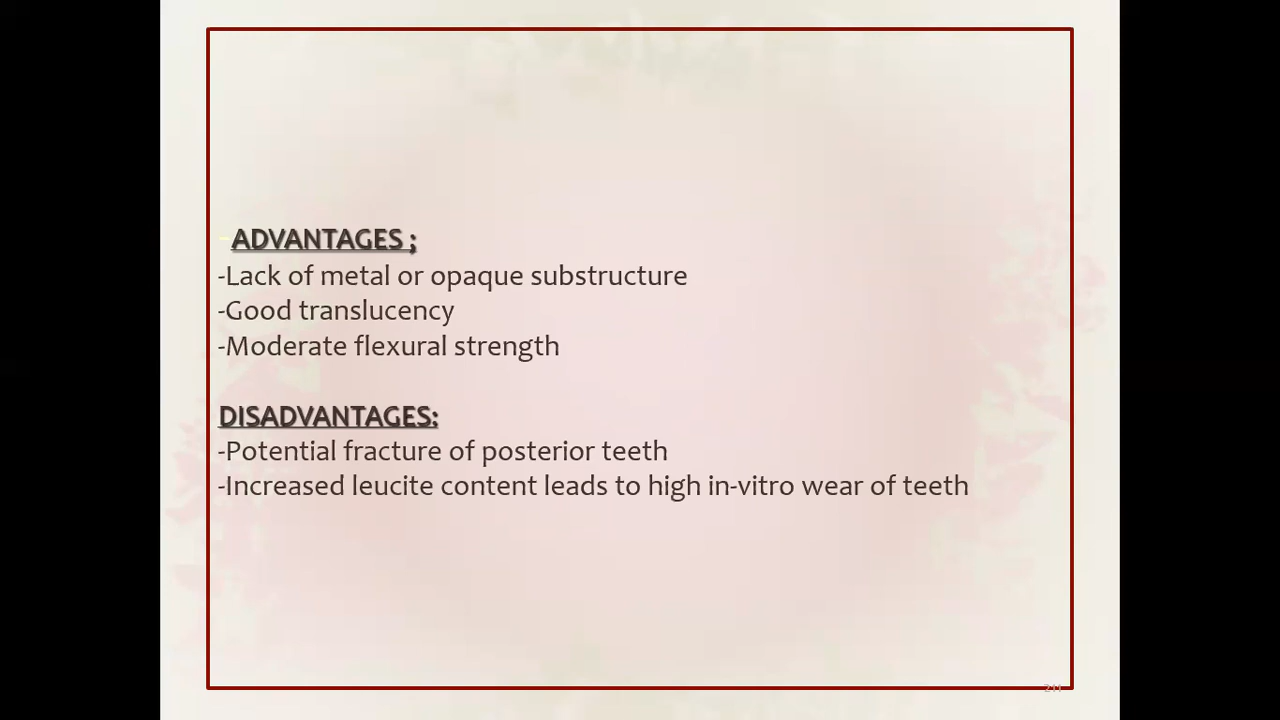 -ADVANTAGES ;
-Lack of metal or opaque substructure
-Good translucency
-Moderate flexural strength
DISADVANTAGES:
-Potential fracture of posterior teeth
-Increased leucite content leads to high in-vitro wear of teeth